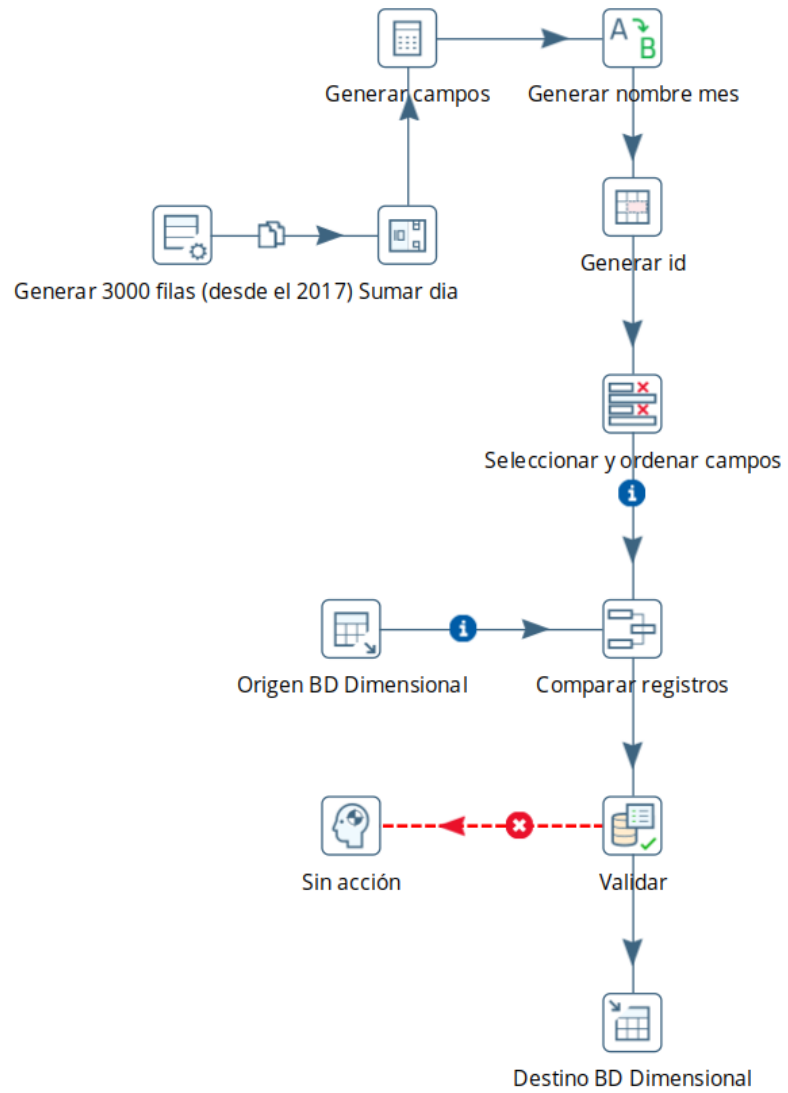 Generar campos
Generar nombre mes
A
B
Generar id
Generar 3000 filas (desde el 2017)
Sumar dia
Seleccionar y ordenar campos
Origen BD Dimensional
Comparar registros
Sin acción
Validar
Destino BD Dimensional